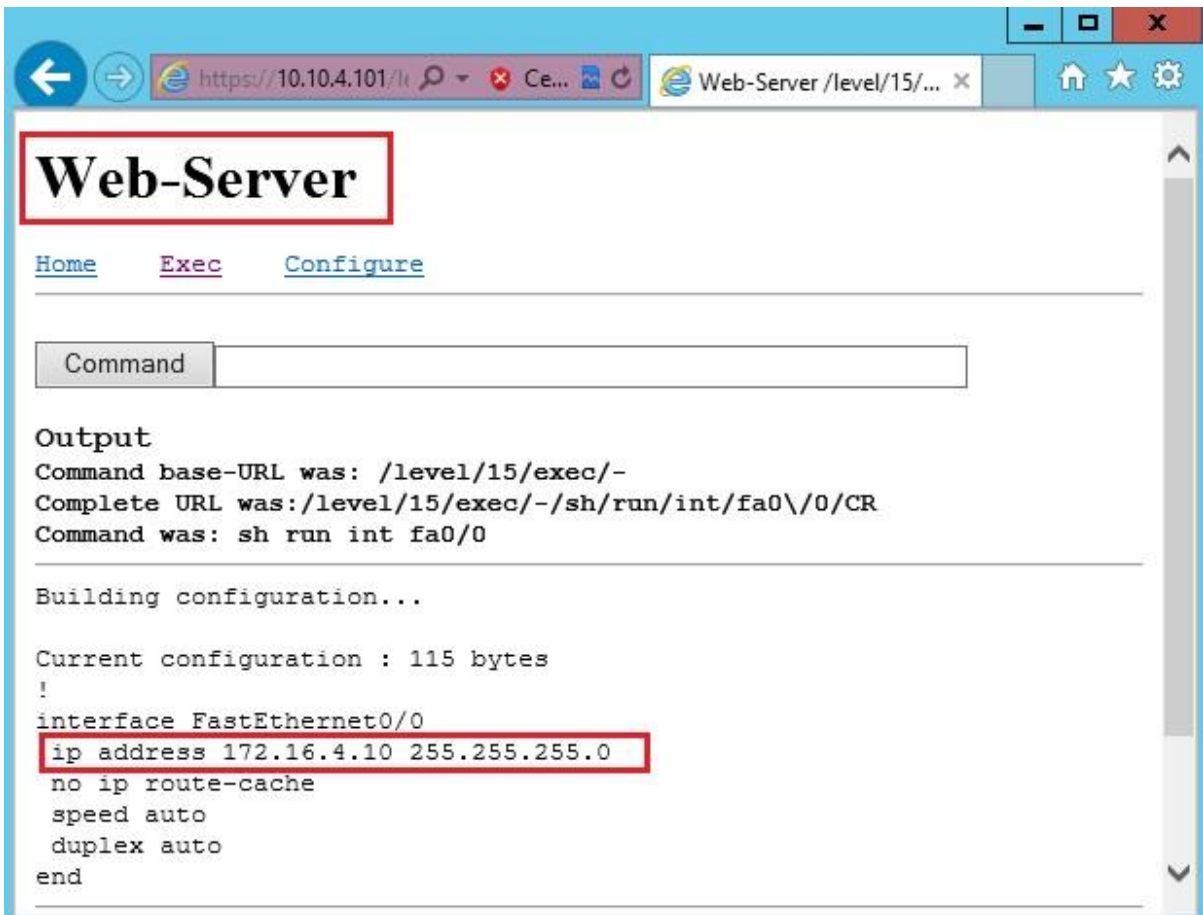 https://10.10.4.101/l
Ce...
Web-Server /level/15/...
Web-Server
Home Exec Configure
Command
Output
Command base-URL was: /level/15/exec/-
Complete URL was:/level/15/exec/-/sh/run/int/fa0\/0/CR
Command was: sh run int fa0/0
Building configuration...
Current configuration : 115 bytes
!
interface FastEthernet0/0
ip address 172.16.4.10 255.255.255.0
no ip route-cache
speed auto
duplex auto
end